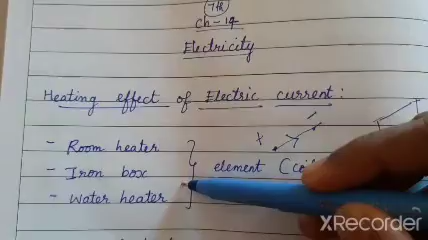 7th
Ch-14
Electricity
Heating effect of Electric current:
- Room heater
- Iron box
element
- Water heater
XRecorder